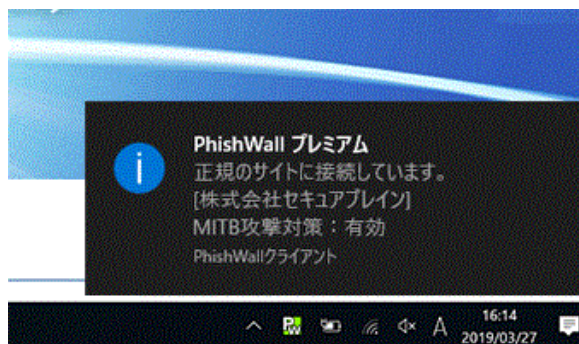 PhishWall プレミアム
正規のサイトに接続しています。
[株式会社セキュアブレイン]
MITB攻撃対策：有効
PhishWallクライアント
A
16:14
2019/03/27